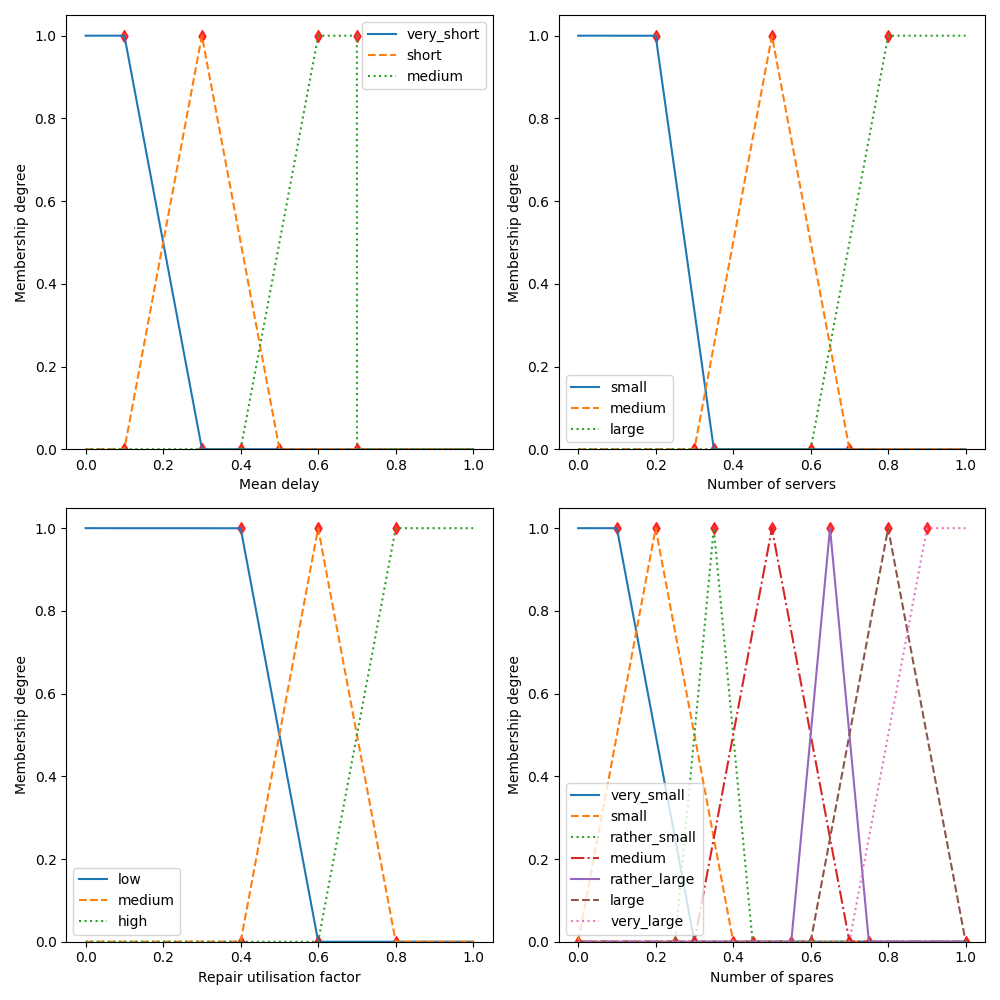 very_short
short
medium
Membership degree
1.0
0.8
0.6
0.4
0.2
0.0
0.0 0.2 0.4 0.6 0.8 1.0
Mean delay
small
medium
large
Membership degree
1.0
0.8
0.6
0.4
0.2
0.0
0.0 0.2 0.4 0.6 0.8 1.0
Number of servers
low
medium
high
Membership degree
1.0
0.8
0.6
0.4
0.2
0.0
0.0 0.2 0.4 0.6 0.8 1.0
Repair utilisation factor
very_small
small
rather_small
medium
rather_large
large
very_large
Membership degree
1.0
0.8
0.6
0.4
0.2
0.0
0.0 0.2 0.4 0.6 0.8 1.0
Number of spares